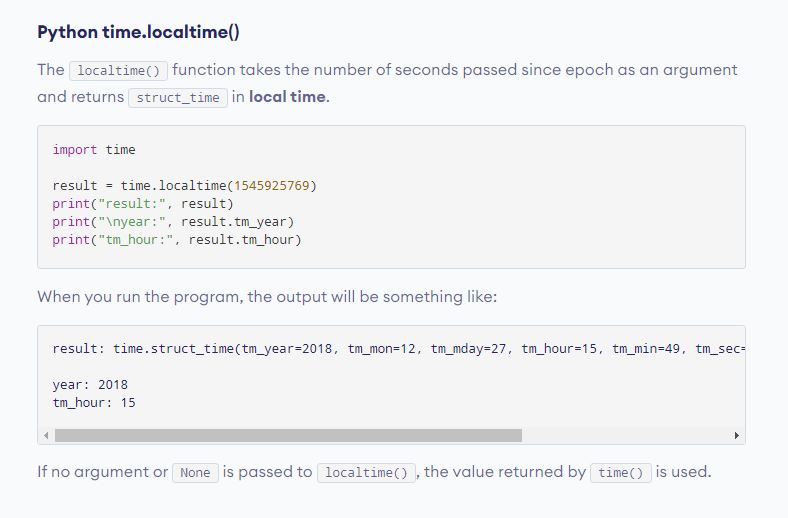 Python time.localtime()
The localtime() function takes the number of seconds passed since epoch as an argument
and returns struct_time in local time.
import time
result = time.localtime(1545925769)
print("result:", result)
print("\nyear:", result.tm_year)
print("tm_hour:", result.tm_hour)
When you run the program, the output will be something like:
result: time.struct_time(tm_year=2018, tm_mon=12, tm_mday=27, tm_hour=15, tm_min=49, tm_sec=
year: 2018
tm_hour: 15
If no argument or None is passed to localtime(), the value returned by time() is used.